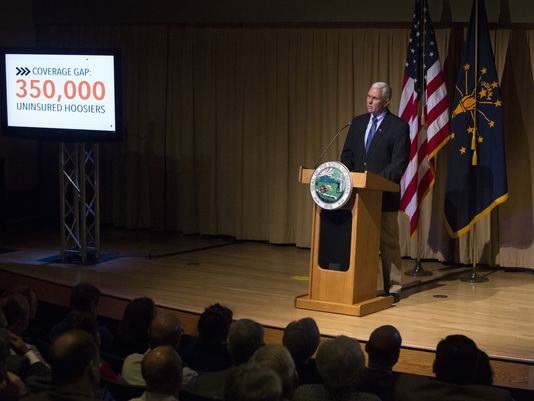 >>> COVERAGE GAP:
350,000
UNINSURED HOOSIERS